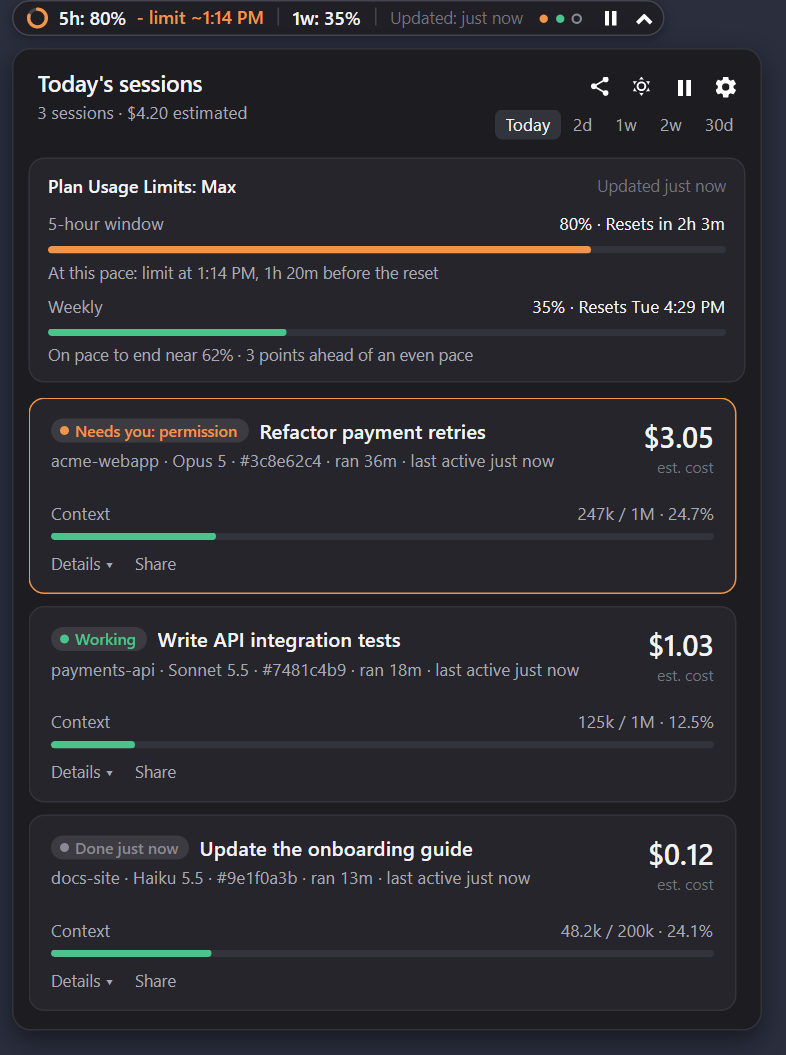 5h: 80% - limit ~1:14 PM 1w: 35% Updated: just now
Today's sessions
3 sessions · $4.20 estimated
Today 2d 1w 2w 30d
Plan Usage Limits: Max Updated just now
5-hour window 80% · Resets in 2h 3m
At this pace: limit at 1:14 PM, 1h 20m before the reset
Weekly 35% · Resets Tue 4:29 PM
On pace to end near 62% · 3 points ahead of an even pace
Needs you: permission Refactor payment retries $3.05
acme-webapp · Opus 5 · #3c8e62c4 · ran 36m · last active just now est. cost
Context 247k / 1M · 24.7%
Details ▾ Share
Working Write API integration tests $1.03
payments-api · Sonnet 5.5 · #7481c4b9 · ran 18m · last active just now est. cost
Context 125k / 1M · 12.5%
Details ▾ Share
Done just now Update the onboarding guide $0.12
docs-site · Haiku 5.5 · #9e1f0a3b · ran 13m · last active just now est. cost
Context 48.2k / 200k · 24.1%
Details ▾ Share